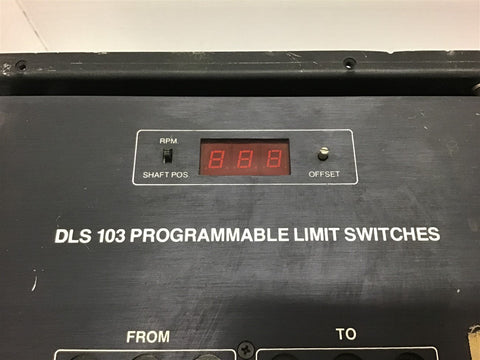 RPM
888
SHAFT POS.
OFFSET
DLS 103 PROGRAMMABLE LIMIT SWITCHES
FROM
TO